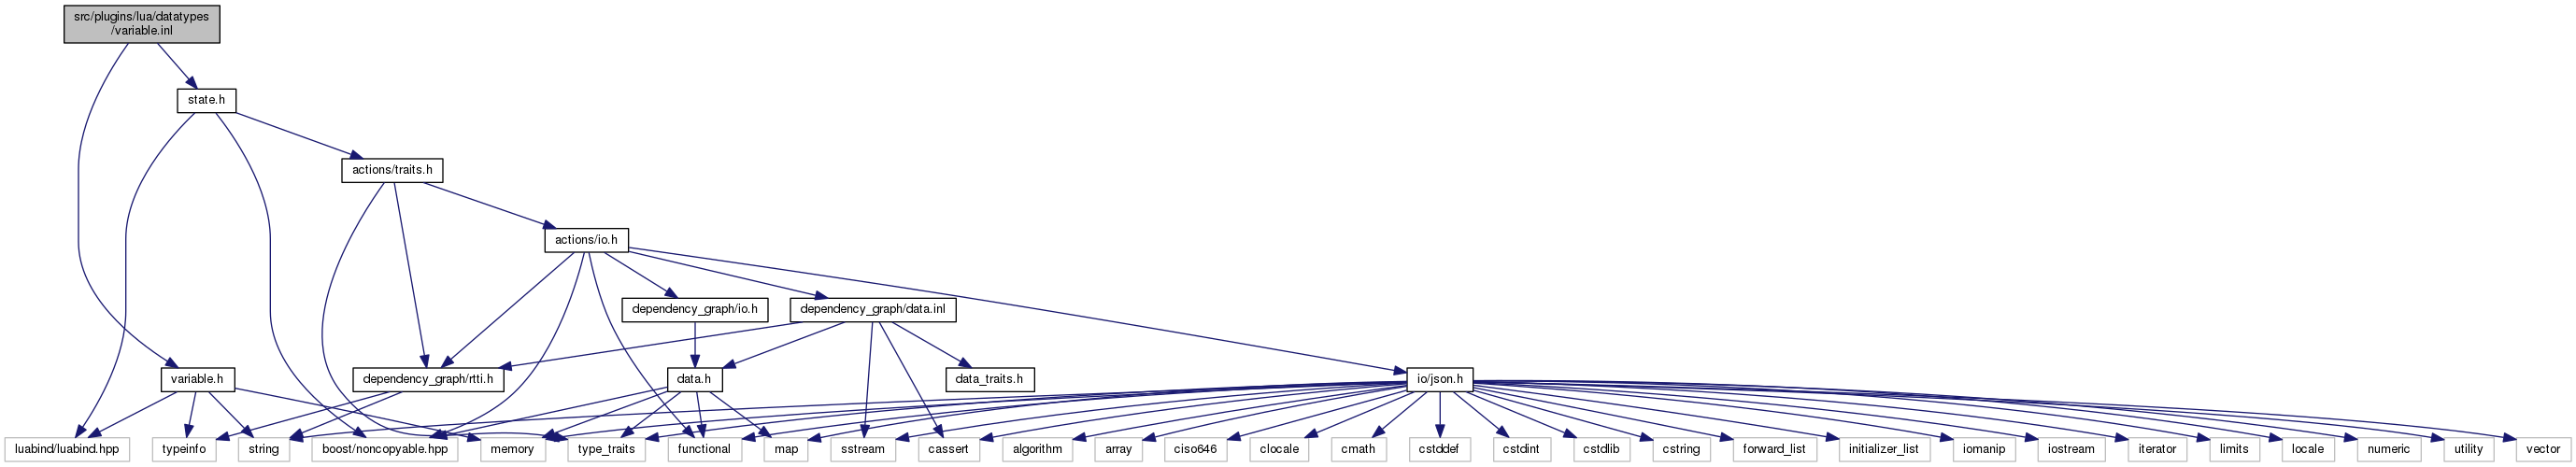 src/plugins/lua/datatypes
/variable.inl
state.h
actions/traits.h
actions/io.h
dependency_graph/io.h
dependency_graph/data.inl
variable.h
dependency_graph/rtti.h
data.h
data_traits.h
io/json.h
luabind/luabind.hpp
typeinfo
string
boost/noncopyable.hpp
memory
type_traits
functional
map
sstream
cassert
algorithm
array
ciso646
clocale
cmath
cstddef
cstdint
cstdlib
cstring
forward_list
initializer_list
iomanip
iostream
iterator
limits
locale
numeric
utility
vector